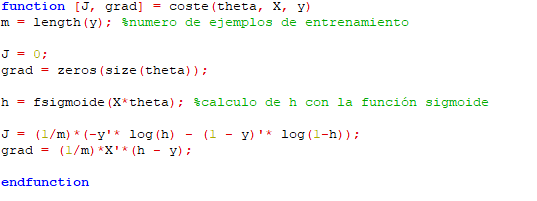 function [J, grad] = coste(theta, X, y)
m = length(y); %numero de ejemplos de entrenamiento
J = 0;
grad = zeros(size(theta));
h = fsigmoide(X*theta); %calculo de h con la función sigmoide
J = (1/m)*(-y'* log(h) - (1 - y)'* log(1-h));
grad = (1/m)*X'*(h - y);
endfunction